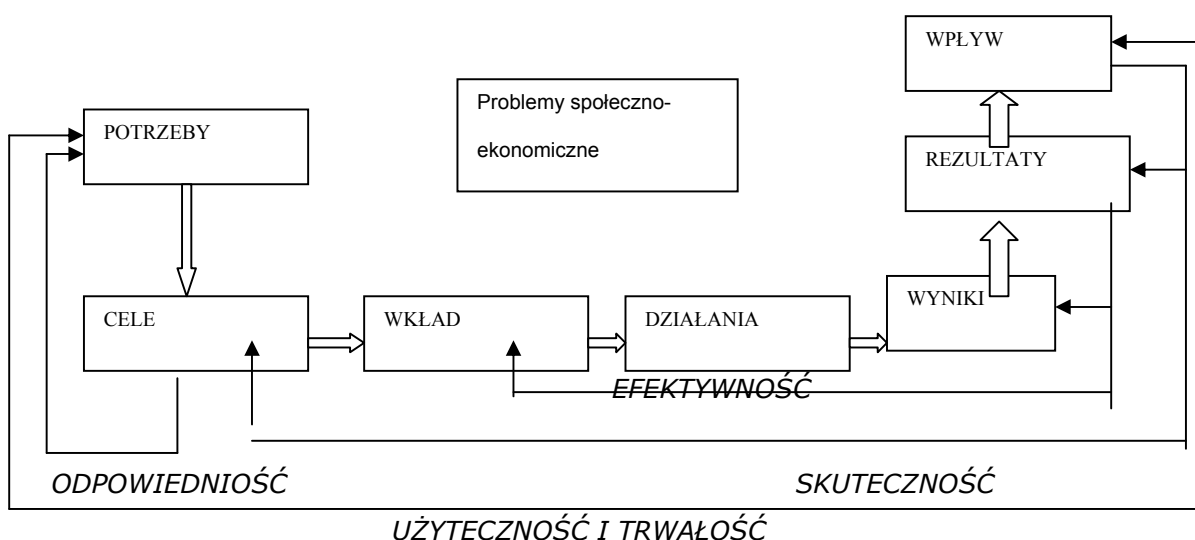 WPŁYW
Problemy społeczno-
ekonomiczne
POTRZEBY
REZULTATY
CELE
WKŁAD
DZIAŁANIA
WYNIKI
EFEKTYWNOŚĆ
ODPOWIEDNIOŚĆ
SKUTECZNOŚĆ
UŻYTECZNOŚĆ I TRWAŁOŚĆ